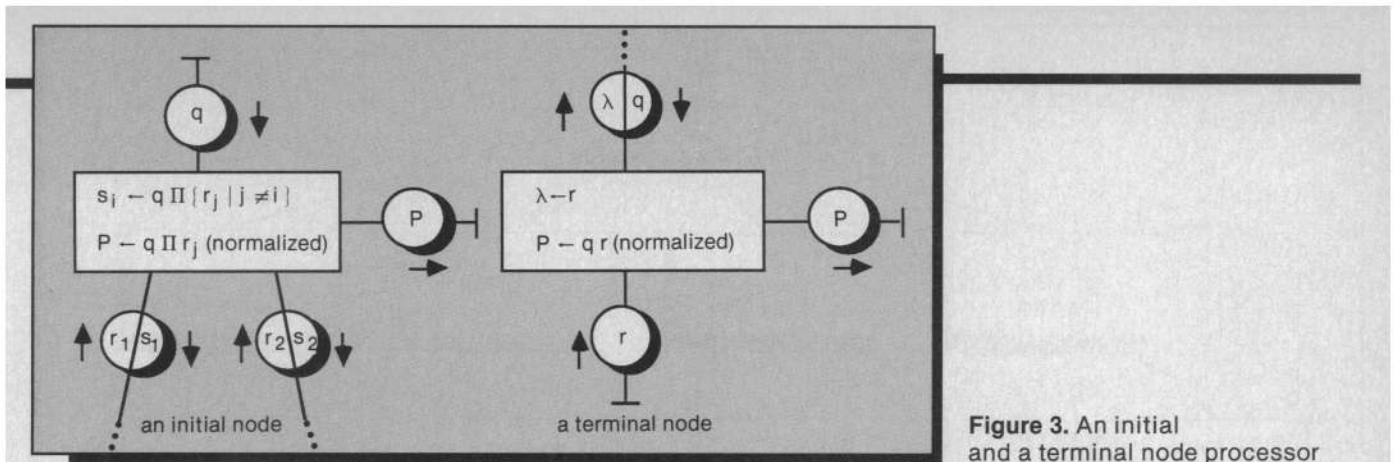 q
s_i ← q Π { r_j | j ≠ i }
P ← q Π r_j (normalized)
P
r_1 s_1
r_2 s_2
an initial node
λ q
λ ← r
P ← q r (normalized)
P
r
a terminal node
Figure 3. An initial
and a terminal node processor